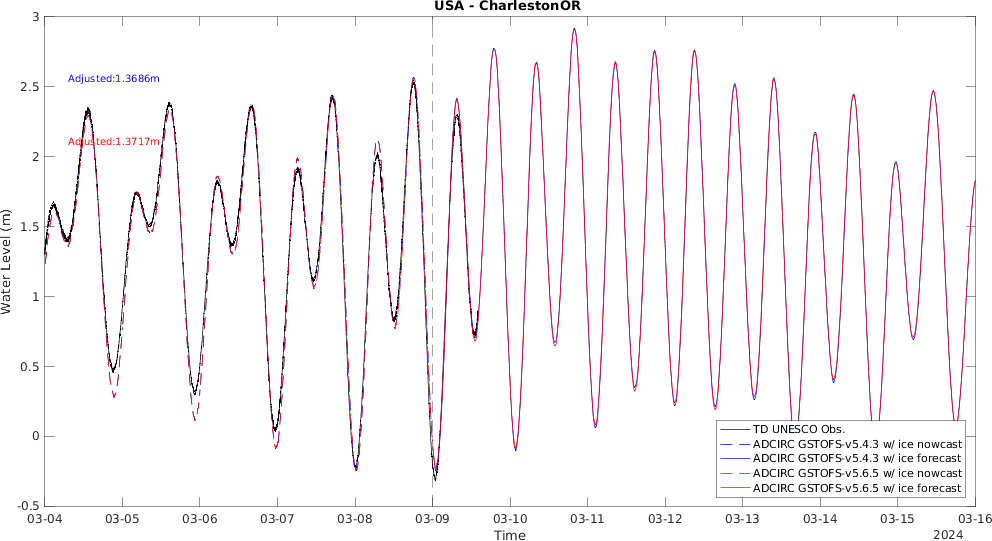 USA - CharlestonOR
3
2.5
2
1.5
1
0.5
0
-0.5
Water Level (m)
Adjusted:1.3686m
Adjusted:1.3717m
TD UNESCO Obs.
ADCIRC GSTOFS-v5.4.3 w/ ice nowcast
ADCIRC GSTOFS-v5.4.3 w/ ice forecast
ADCIRC GSTOFS-v5.6.5 w/ ice nowcast
ADCIRC GSTOFS-v5.6.5 w/ ice forecast
03-04 03-05 03-06 03-07 03-08 03-09 03-10 03-11 03-12 03-13 03-14 03-15 03-16
Time
2024